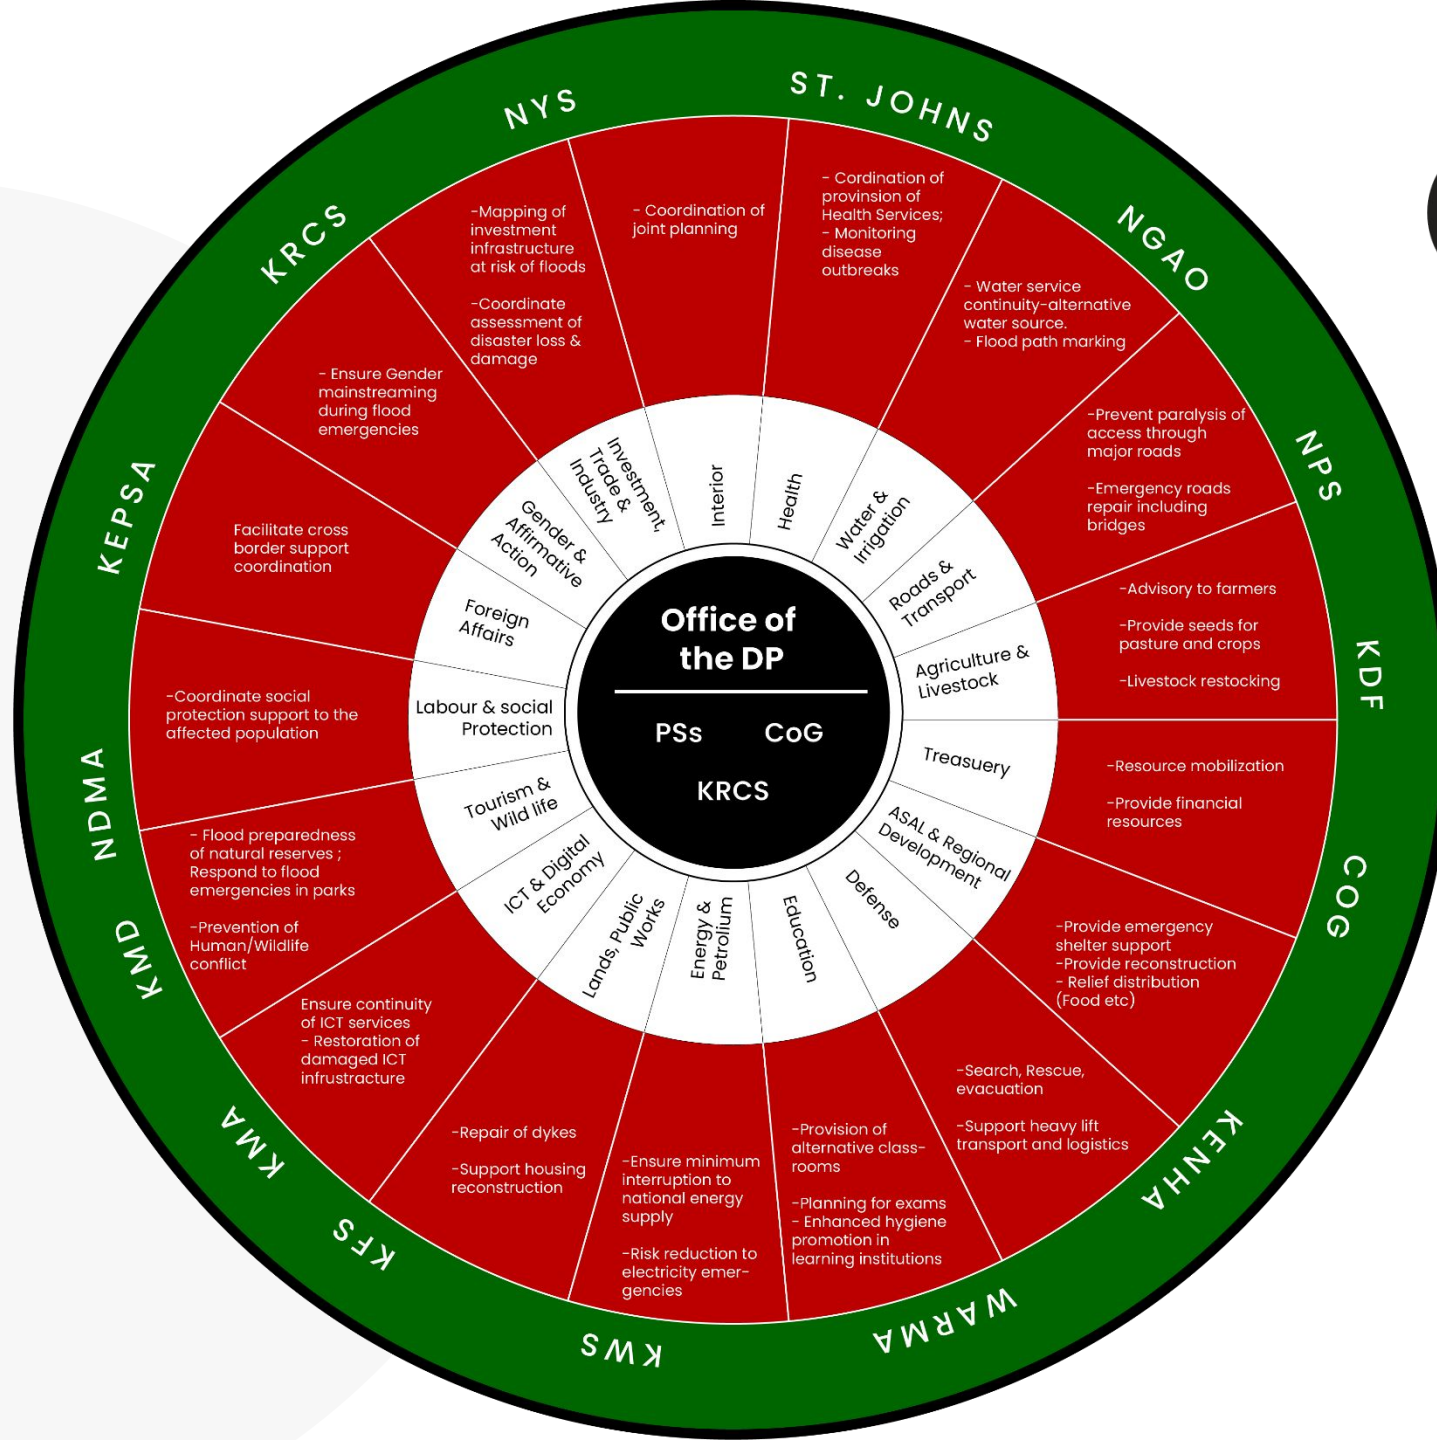 Office of
the DP
PSs
CoG
KRCS
Interior
- Coordination of
joint planning
Health
- Cordination of
provinsion of
Health Services;
- Monitoring
disease
outbreaks
Water &
Irrigation
- Water service
continuity-alternative
water source.
- Flood path marking
Roads &
Transport
-Prevent paralysis of
access through
major roads
-Emergency roads
repair including
bridges
Agriculture &
Livestock
-Advisory to farmers
-Provide seeds for
pasture and crops
-Livestock restocking
Treasuery
-Resource mobilization
-Provide financial
resources
ASAL & Regional
Development
-Provide emergency
shelter support
-Provide reconstruction
- Relief distribution
(Food etc)
Defense
-Search, Rescue,
evacuation
-Support heavy lift
transport and logistics
Education
-Provision of
alternative class-
rooms
-Planning for exams
- Enhanced hygiene
promotion in
learning institutions
Energy &
Petrolium
-Ensure minimum
interruption to
national energy
supply
-Risk reduction to
electricity emer-
gencies
Lands, Public
Works
-Repair of dykes
-Support housing
reconstruction
ICT & Digital
Economy
Ensure continuity
of ICT services
- Restoration of
damaged ICT
infrustracture
Tourism &
Wild life
- Flood preparedness
of natural reserves ;
Respond to flood
emergencies in parks
-Prevention of
Human/Wildlife
conflict
Labour & social
Protection
-Coordinate social
protection support to the
affected population
Foreign
Affairs
Facilitate cross
border support
coordination
Gender &
Affirmative
Action
- Ensure Gender
mainstreaming
during flood
emergencies
Investment,
Trade &
Industry
-Mapping of
investment
infrastructure
at risk of floods
-Coordinate
assessment of
disaster loss &
damage
ST. JOHNS
NGAO
NPS
KDF
COG
KENHA
WARMA
KWS
KFS
KMA
KMD
NDMA
KEPSA
KRCS
NYS